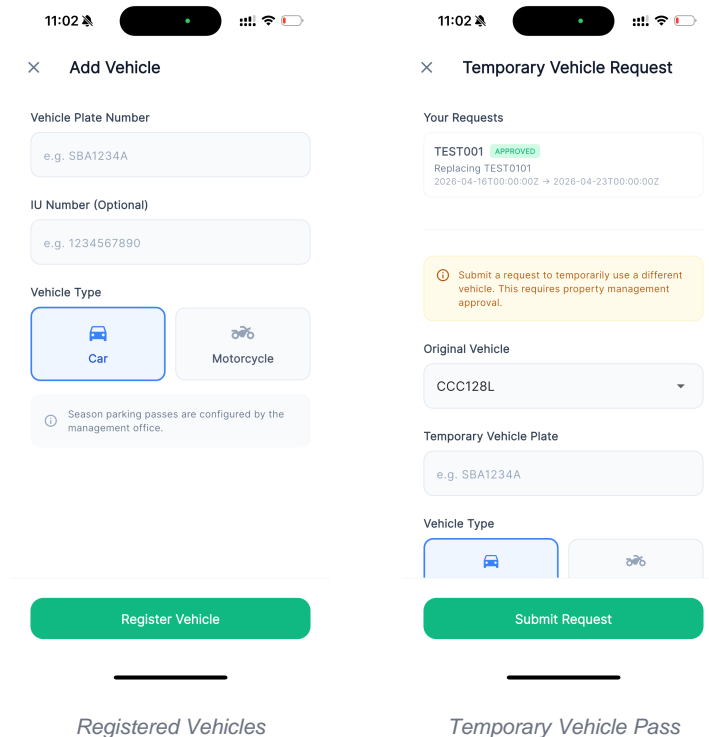 11:02
Add Vehicle
Vehicle Plate Number
e.g. SBA1234A
IU Number (Optional)
e.g. 1234567890
Vehicle Type
Car
Motorcycle
Season parking passes are configured by the
management office.
Register Vehicle
Registered Vehicles
11:02
Temporary Vehicle Request
Your Requests
TEST001 APPROVED
Replacing TEST0101
2026-04-16T00:00:00Z → 2026-04-23T00:00:00Z
Submit a request to temporarily use a different
vehicle. This requires property management
approval.
Original Vehicle
CCC128L
Temporary Vehicle Plate
e.g. SBA1234A
Vehicle Type
Submit Request
Temporary Vehicle Pass